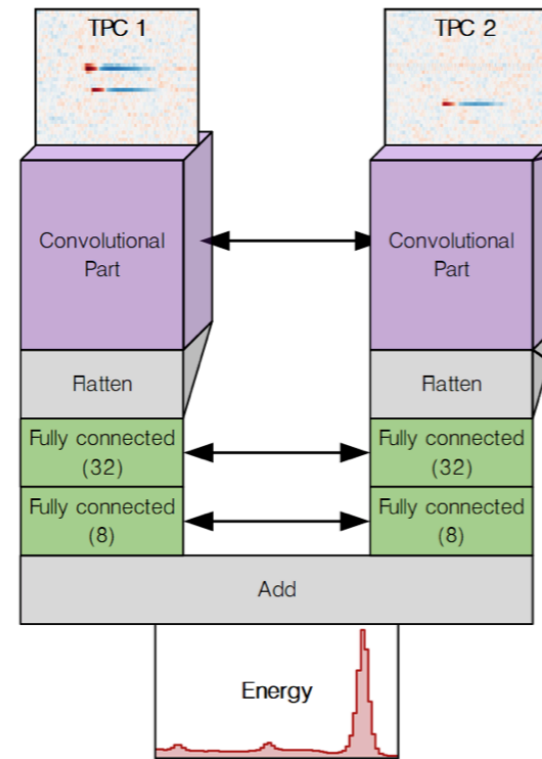 TPC 1
TPC 2
Convolutional
Part
Convolutional
Part
Flatten
Flatten
Fully connected
(32)
Fully connected
(32)
Fully connected
(8)
Fully connected
(8)
Add
Energy